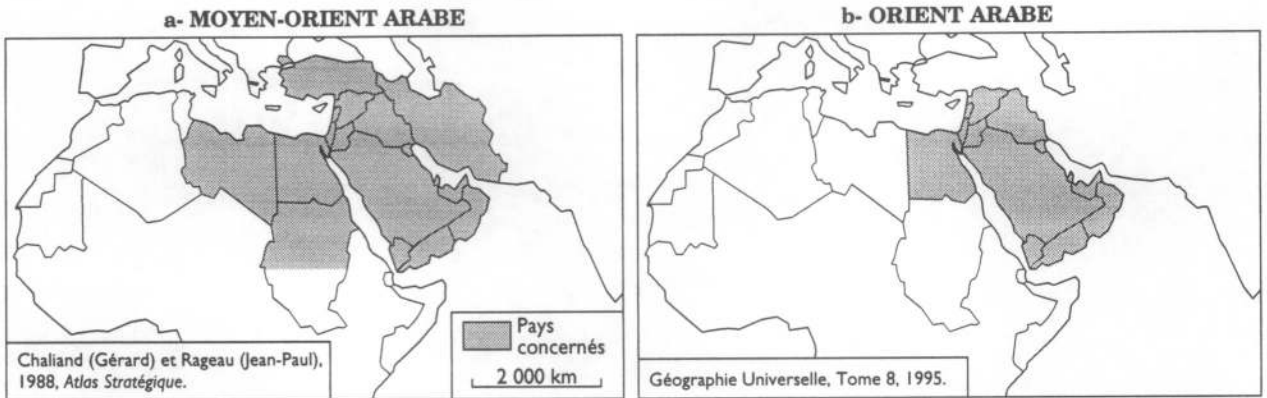 a- MOYEN-ORIENT ARABE
Pays
concernés
2 000 km
Chaliand (Gérard) et Rageau (Jean-Paul),
1988, Atlas Stratégique.
b- ORIENT ARABE
Géographie Universelle, Tome 8, 1995.